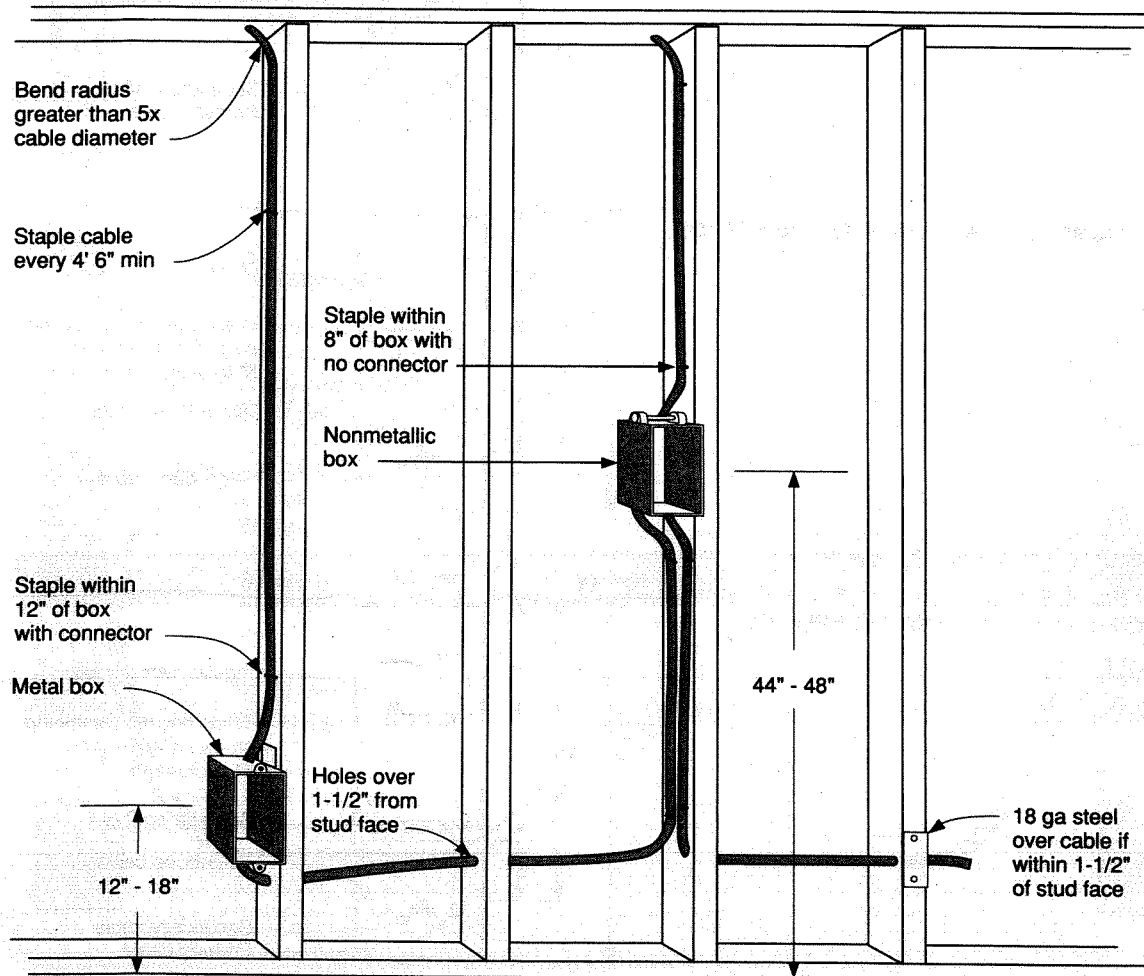 Bend radius
greater than 5x
cable diameter
Staple cable
every 4' 6" min
Staple within
8" of box with
no connector
Nonmetallic
box
Staple within
12" of box
with connector
Metal box
44" - 48"
Holes over
1-1/2" from
stud face
18 ga steel
over cable if
within 1-1/2"
of stud face
12" - 18"